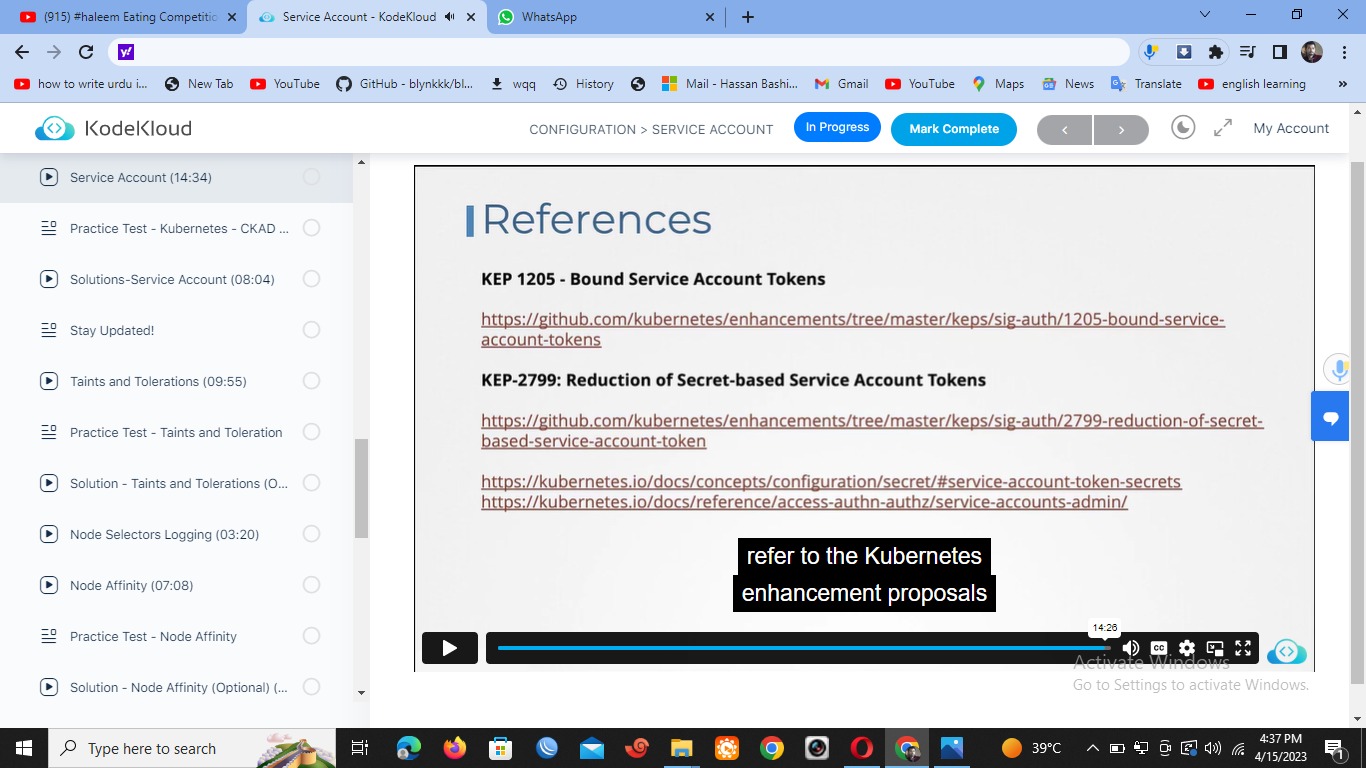 (915) #haleem Eating Competitio
Service Account - KodeKloud
WhatsApp
y!
how to write urdu i...
New Tab
YouTube
GitHub - blynkkk/bl...
wqq
History
Mail - Hassan Bashi...
Gmail
YouTube
Maps
News
Translate
english learning
»
KodeKloud
CONFIGURATION > SERVICE ACCOUNT
In Progress
Mark Complete
My Account
Service Account (14:34)
Practice Test - Kubernetes - CKAD ...
Solutions-Service Account (08:04)
Stay Updated!
Taints and Tolerations (09:55)
Practice Test - Taints and Toleration
Solution - Taints and Tolerations (O...
Node Selectors Logging (03:20)
Node Affinity (07:08)
Practice Test - Node Affinity
Solution - Node Affinity (Optional) (...
References
KEP 1205 - Bound Service Account Tokens
https://github.com/kubernetes/enhancements/tree/master/keps/sig-auth/1205-bound-service-
account-tokens
KEP-2799: Reduction of Secret-based Service Account Tokens
https://github.com/kubernetes/enhancements/tree/master/keps/sig-auth/2799-reduction-of-secret-
based-service-account-token
https://kubernetes.io/docs/concepts/configuration/secret/#service-account-token-secrets
https://kubernetes.io/docs/reference/access-authn-authz/service-accounts-admin/
refer to the Kubernetes
enhancement proposals
14:26
CC
Activate Windows
Go to Settings to activate Windows.
Type here to search
39°C
4:37 PM
4/15/2023
1